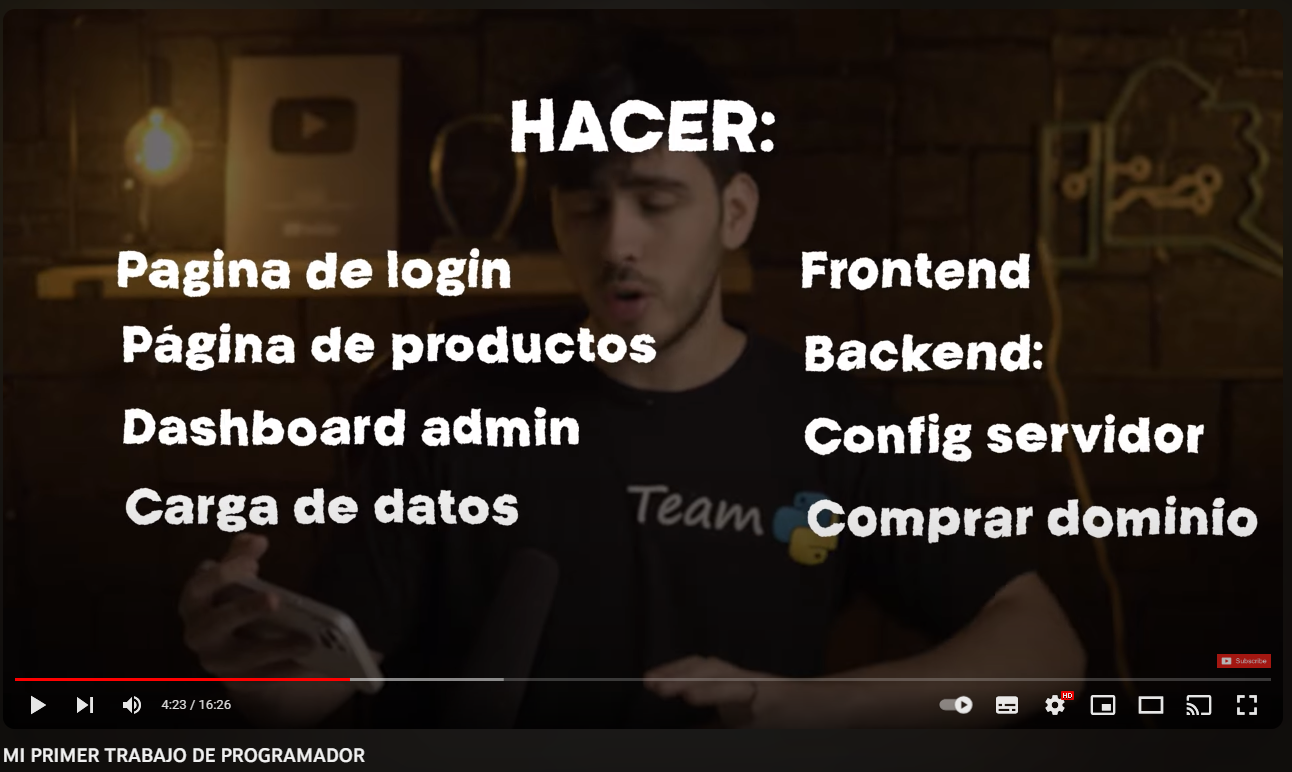 HACER:
Pagina de login
Página de productos
Dashboard admin
Carga de datos
Frontend
Backend:
Config servidor
Comprar dominio
Team
Subscribe
4:23 / 16:26
HD
MI PRIMER TRABAJO DE PROGRAMADOR